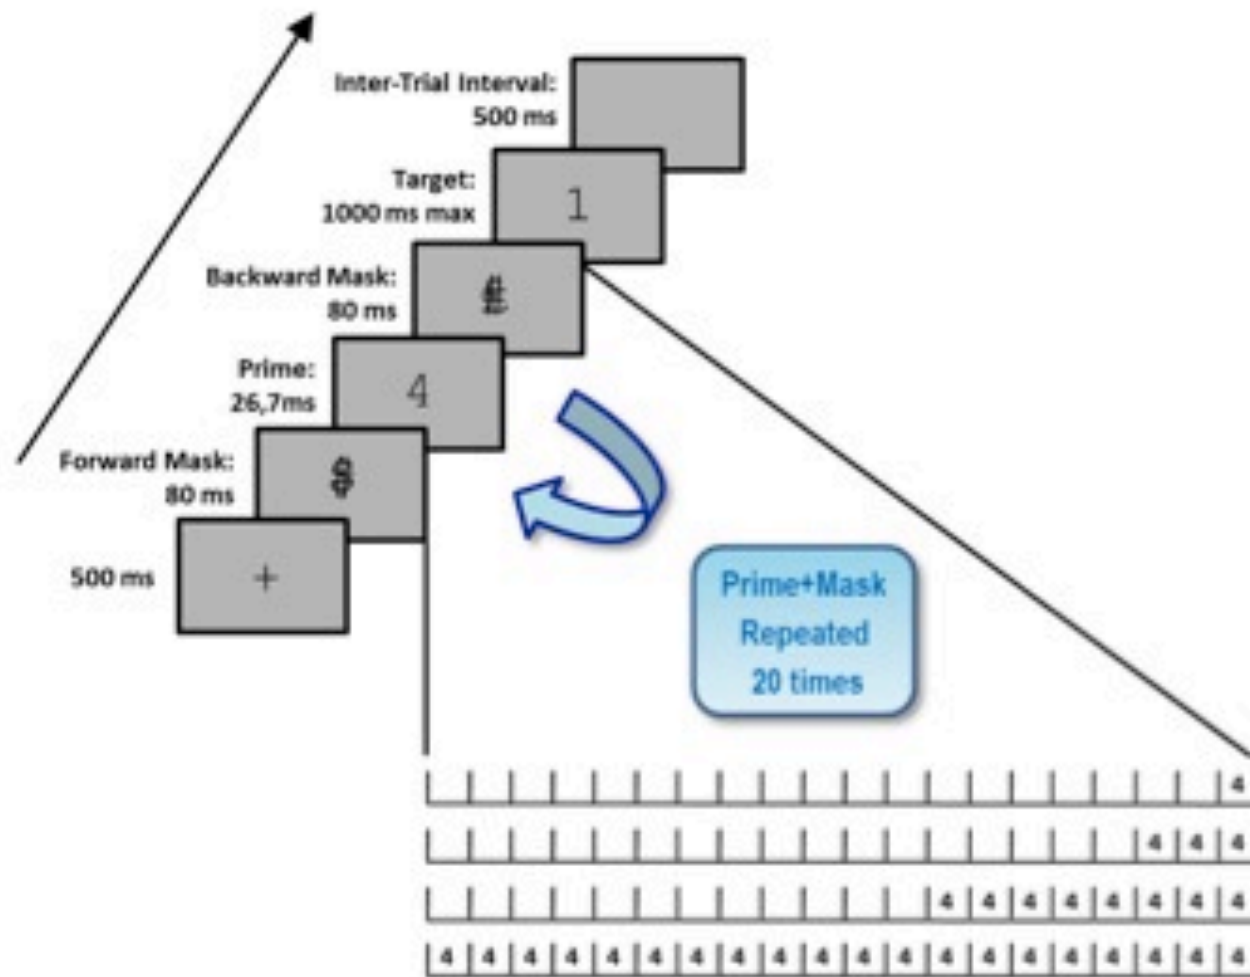 Inter-Trial Interval:
500 ms
Target:
1000 ms max
1
Backward Mask:
80 ms
Prime:
26,7ms
4
Forward Mask:
80 ms
500 ms
+
Prime+Mask
Repeated
20 times
4
4 4 4
4 4 4 4 4 4 4 4
4 4 4 4 4 4 4 4 4 4 4 4 4 4 4 4 4 4 4 4